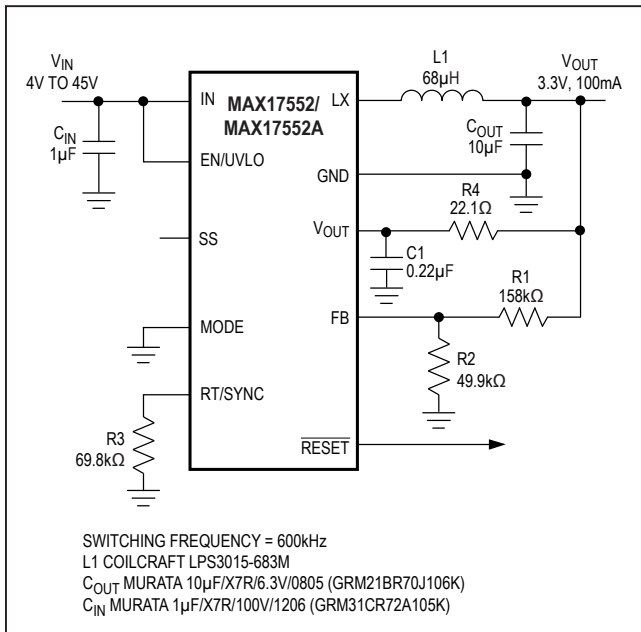 V_IN
4V TO 45V
C_IN
1µF
IN
EN/UVLO
SS
MODE
RT/SYNC
R3
69.8kΩ
MAX17552/
MAX17552A
LX
GND
V_OUT
FB
RESET
L1
68µH
V_OUT
3.3V, 100mA
C_OUT
10µF
R4
22.1Ω
C1
0.22µF
R1
158kΩ
R2
49.9kΩ
SWITCHING FREQUENCY = 600kHz
L1 COILCRAFT LPS3015-683M
C_OUT MURATA 10µF/X7R/6.3V/0805 (GRM21BR70J106K)
C_IN MURATA 1µF/X7R/100V/1206 (GRM31CR72A105K)